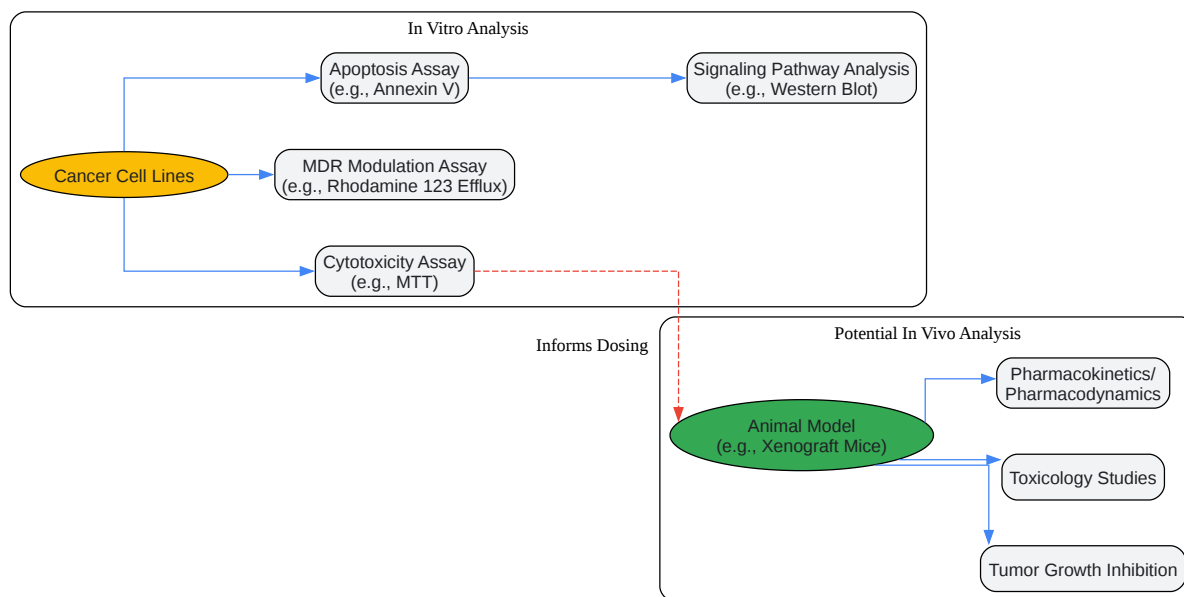 In Vitro Analysis
Apoptosis Assay
(e.g., Annexin V)
Signaling Pathway Analysis
(e.g., Western Blot)
Cancer Cell Lines
MDR Modulation Assay
(e.g., Rhodamine 123 Efflux)
Cytotoxicity Assay
(e.g., MTT)
Informs Dosing
Potential In Vivo Analysis
Pharmacokinetics/
Pharmacodynamics
Animal Model
(e.g., Xenograft Mice)
Toxicology Studies
Tumor Growth Inhibition